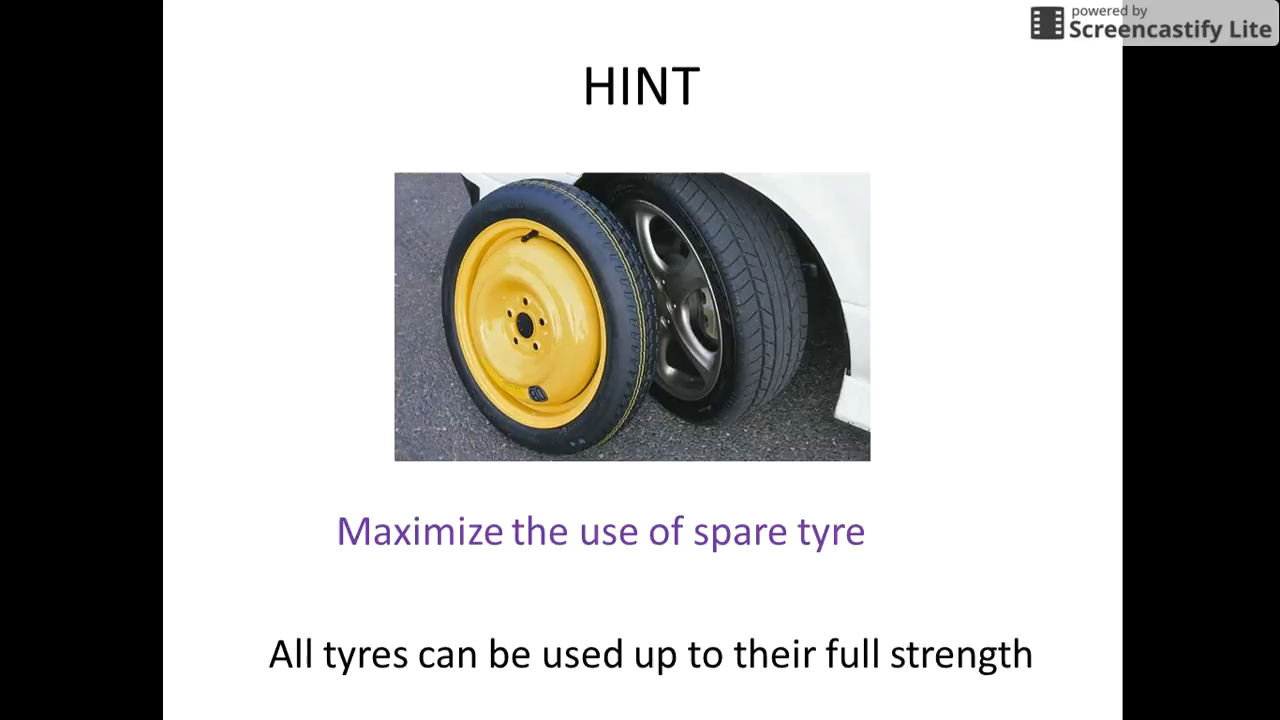 powered by
Screencastify Lite
HINT
Maximize the use of spare tyre
All tyres can be used up to their full strength